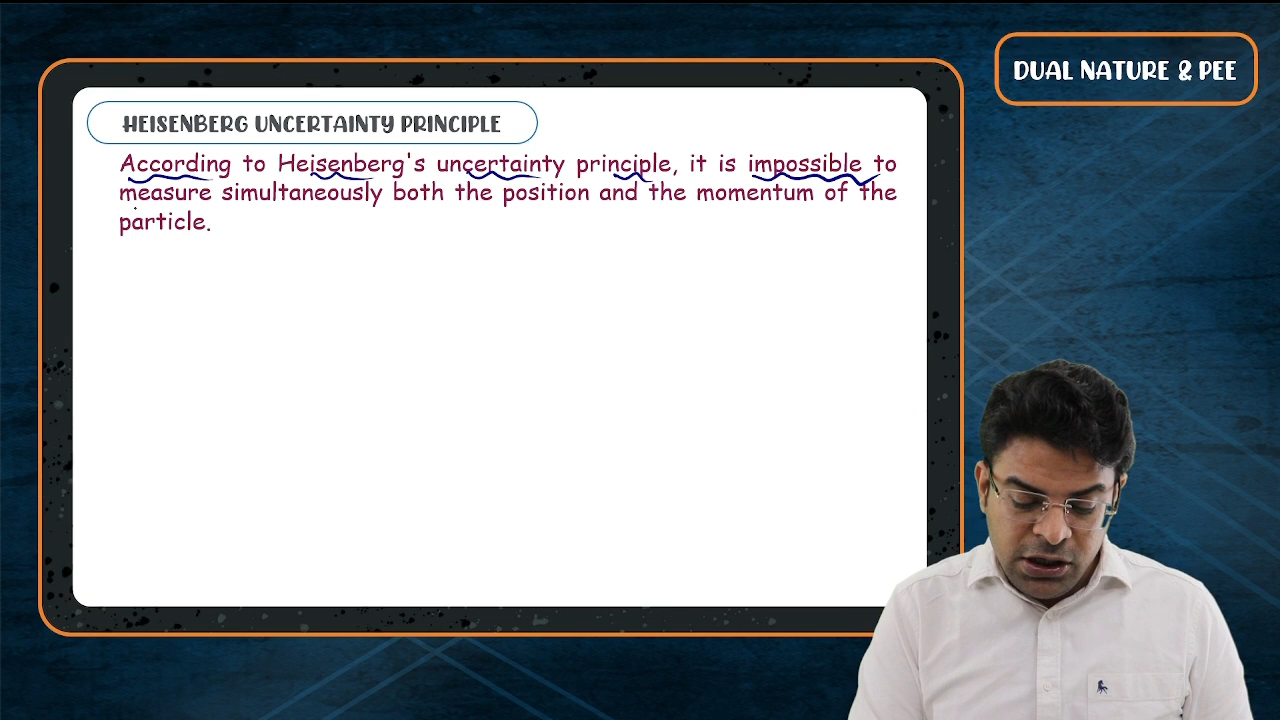 DUAL NATURE & PEE
HEISENBERG UNCERTAINTY PRINCIPLE
According to Heisenberg's uncertainty principle, it is impossible to
measure simultaneously both the position and the momentum of the
particle.